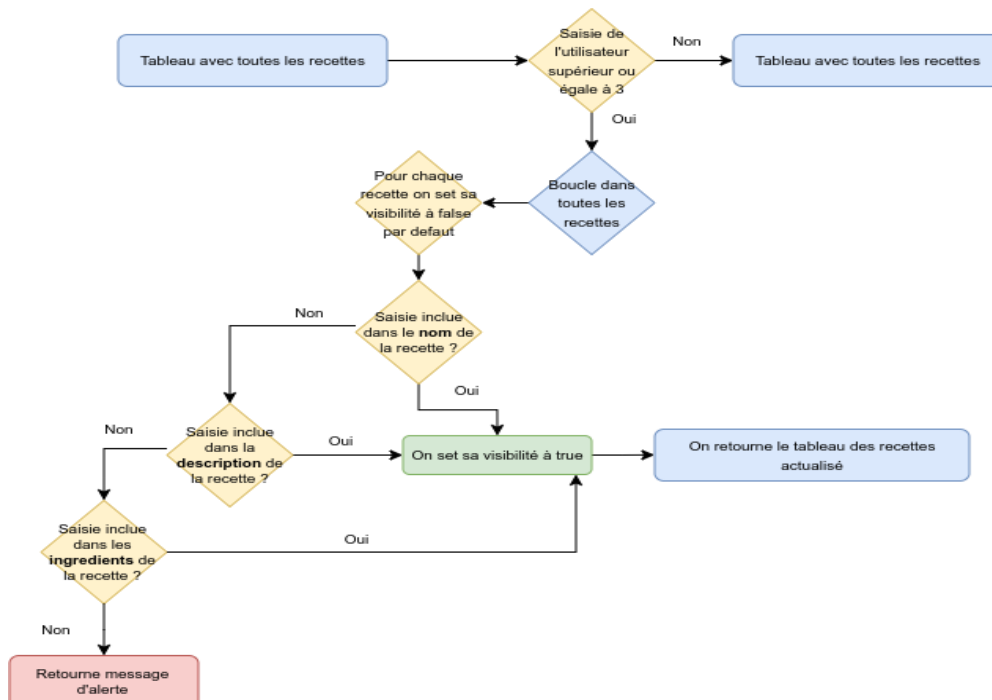 Tableau avec toutes les recettes
Saisie de
l'utilisateur
supérieur ou
égale à 3
Non
Tableau avec toutes les recettes
Oui
Boucle dans
toutes les
recettes
Pour chaque
recette on set sa
visibilité à false
par defaut
Saisie inclue
dans le nom de
la recette ?
Non
Oui
Saisie inclue
dans la
description de
la recette ?
Oui
On set sa visibilité à true
On retourne le tableau des recettes
actualisé
Non
Saisie inclue
dans les
ingredients de
la recette ?
Oui
Non
Retourne message
d'alerte